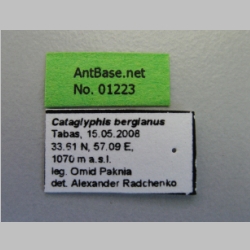 AntBase.net
No. 01223
Cataglyphis bergianus
Tabas, 15.05.2008
33.61 N, 57.09 E,
1070 m a.s.l.
leg. Omid Paknia
det. Alexander Radchenko